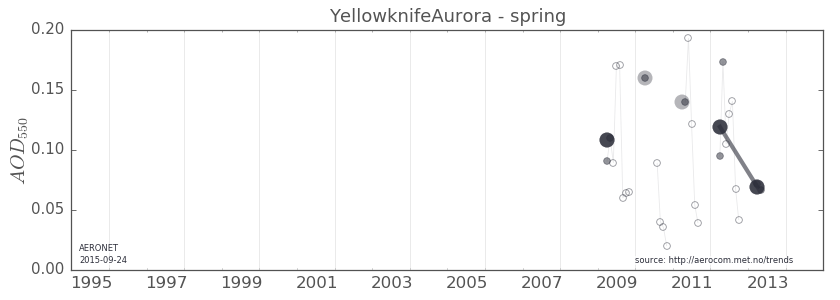 YellowknifeAurora - spring
0.20
0.15
0.10
0.05
0.00
AOD550
AERONET
2015-09-24
source: http://aerocom.met.no/trends
1995 1997 1999 2001 2003 2005 2007 2009 2011 2013